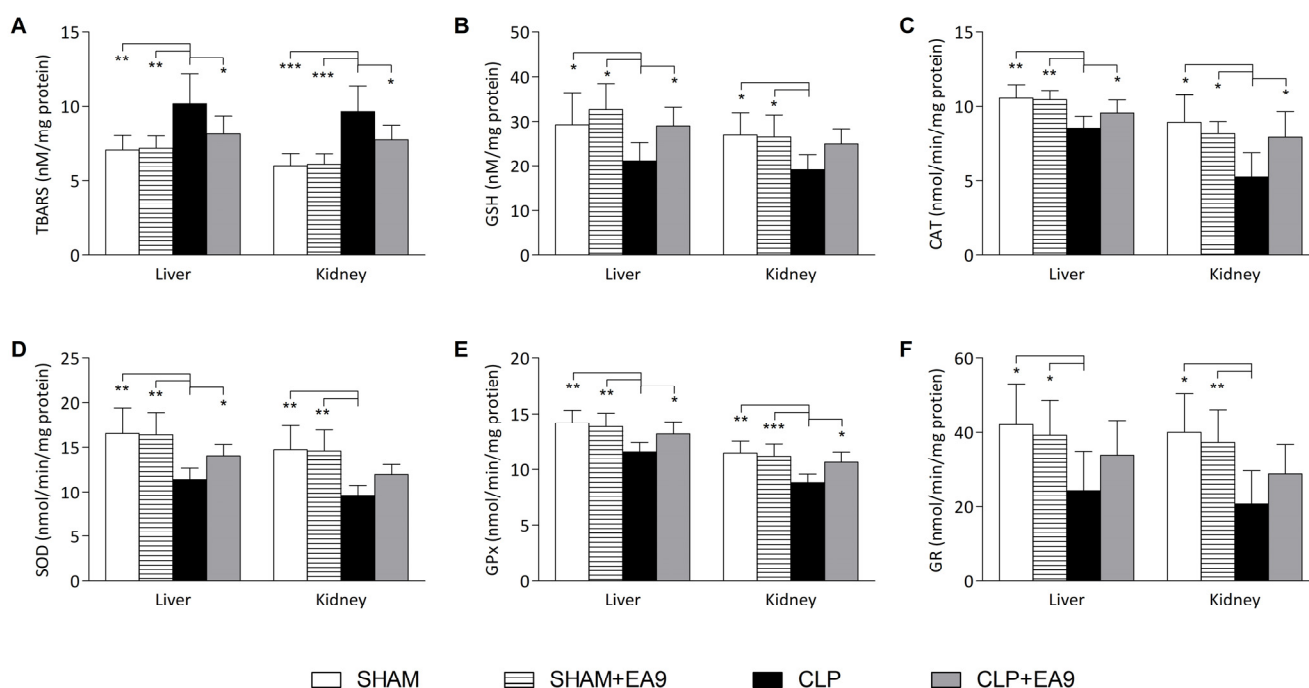 A
TBARS (nM/mg protein)
15
10
5
0
** ** * *** *** *
Liver Kidney
B
GSH (nM/mg protein)
50
40
30
20
10
0
* * * * *
Liver Kidney
C
CAT (nmol/min/mg protein)
15
10
5
0
** ** * * * *
Liver Kidney
D
SOD (nmol/min/mg protein)
25
20
15
10
5
0
** ** * ** **
Liver Kidney
E
GPx (nmol/min/mg protein)
20
15
10
5
0
** ** * ** *** *
Liver Kidney
F
GR (nmol/min/mg protien)
60
40
20
0
* * * **
Liver Kidney
SHAM SHAM+EA9 CLP CLP+EA9